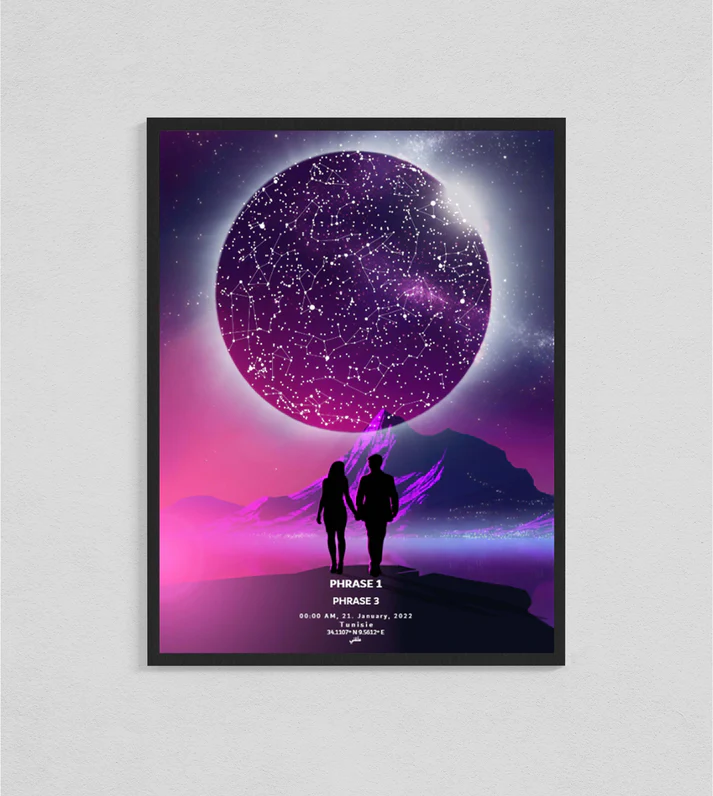 PHRASE 1
PHRASE 3
00:00 AM, 21. January, 2022
Tunisie
34.1107° N 9.5612° E